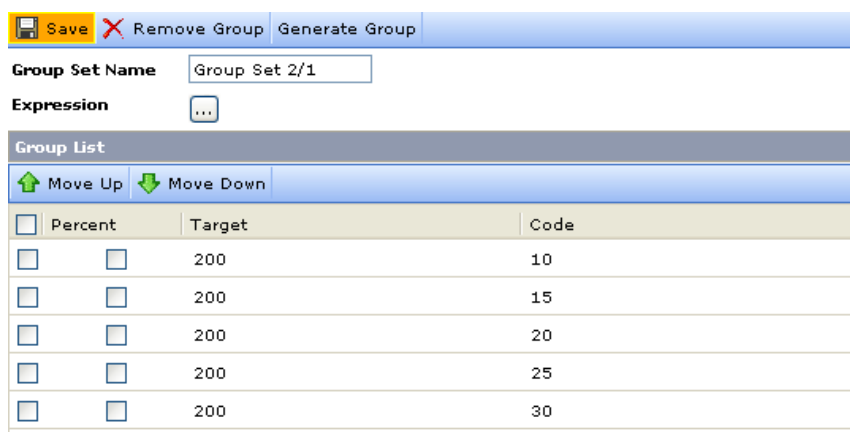 Save Remove Group Generate Group
Group Set Name Group Set 2/1
Expression ...
Group List
Move Up Move Down
Percent Target Code
200 10
200 15
200 20
200 25
200 30